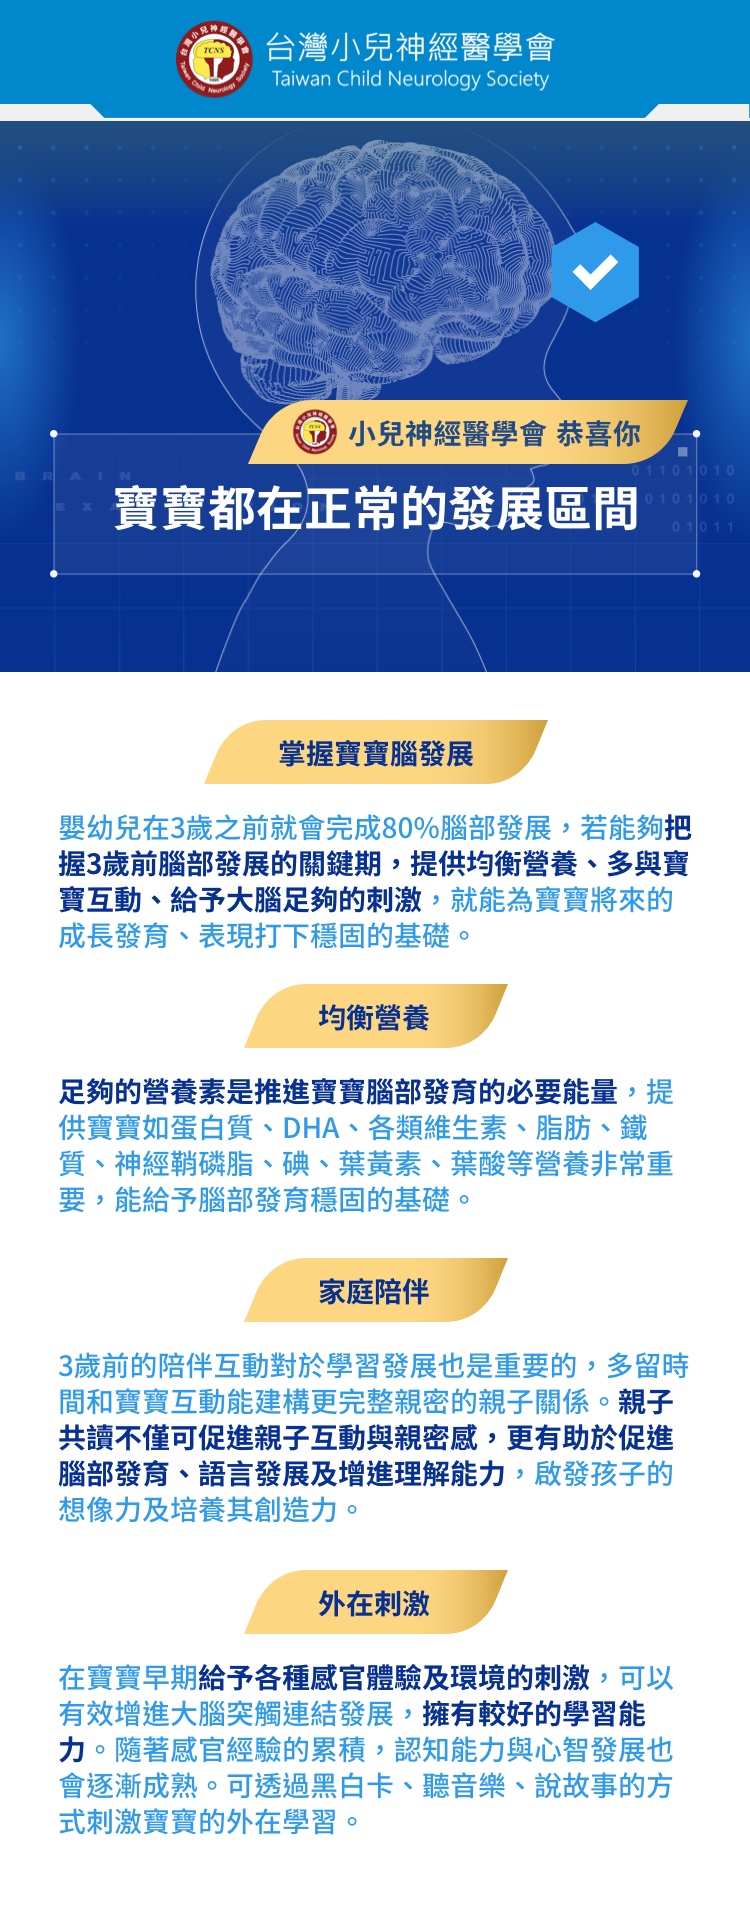 台灣小兒神經醫學會
TCNS
Taiwan Child Neurology Society
台灣小兒神經醫學會
Taiwan Child Neurology Society
小兒神經醫學會 恭喜你
BRAIN
01101010
寶寶都在正常的發展區間
EX
0101010
01011
掌握寶寶腦發展
嬰幼兒在3歲之前就會完成80%腦部發展，若能夠把
握3歲前腦部發展的關鍵期，提供均衡營養、多與寶
寶互動、給予大腦足夠的刺激，就能為寶寶將來的
成長發育、表現打下穩固的基礎。
均衡營養
足夠的營養素是推進寶寶腦部發育的必要能量，提
供寶寶如蛋白質、DHA、各類維生素、脂肪、鐵
質、神經鞘磷脂、碘、葉黃素、葉酸等營養非常重
要，能給予腦部發育穩固的基礎。
家庭陪伴
3歲前的陪伴互動對於學習發展也是重要的，多留時
間和寶寶互動能建構更完整親密的親子關係。親子
共讀不僅可促進親子互動與親密感，更有助於促進
腦部發育、語言發展及增進理解能力，啟發孩子的
想像力及培養其創造力。
外在刺激
在寶寶早期給予各種感官體驗及環境的刺激，可以
有效增進大腦突觸連結發展，擁有較好的學習能
力。隨著感官經驗的累積，認知能力與心智發展也
會逐漸成熟。可透過黑白卡、聽音樂、說故事的方
式刺激寶寶的外在學習。